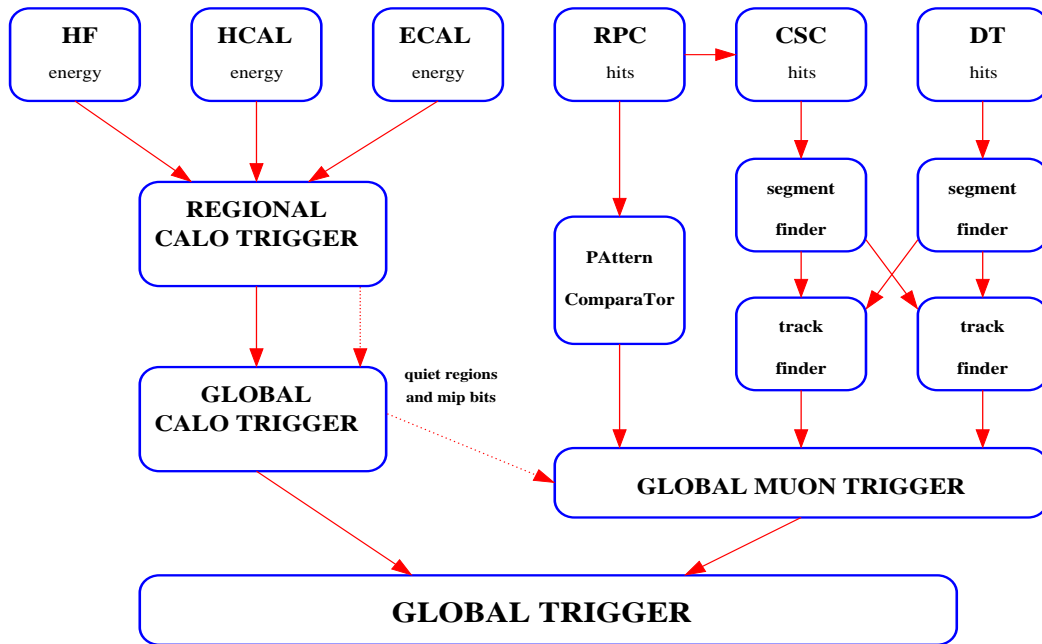 HF
energy
HCAL
energy
ECAL
energy
RPC
hits
CSC
hits
DT
hits
REGIONAL
CALO TRIGGER
segment
finder
segment
finder
PAttern
ComparaTor
track
finder
track
finder
GLOBAL
CALO TRIGGER
quiet regions
and mip bits
GLOBAL MUON TRIGGER
GLOBAL TRIGGER